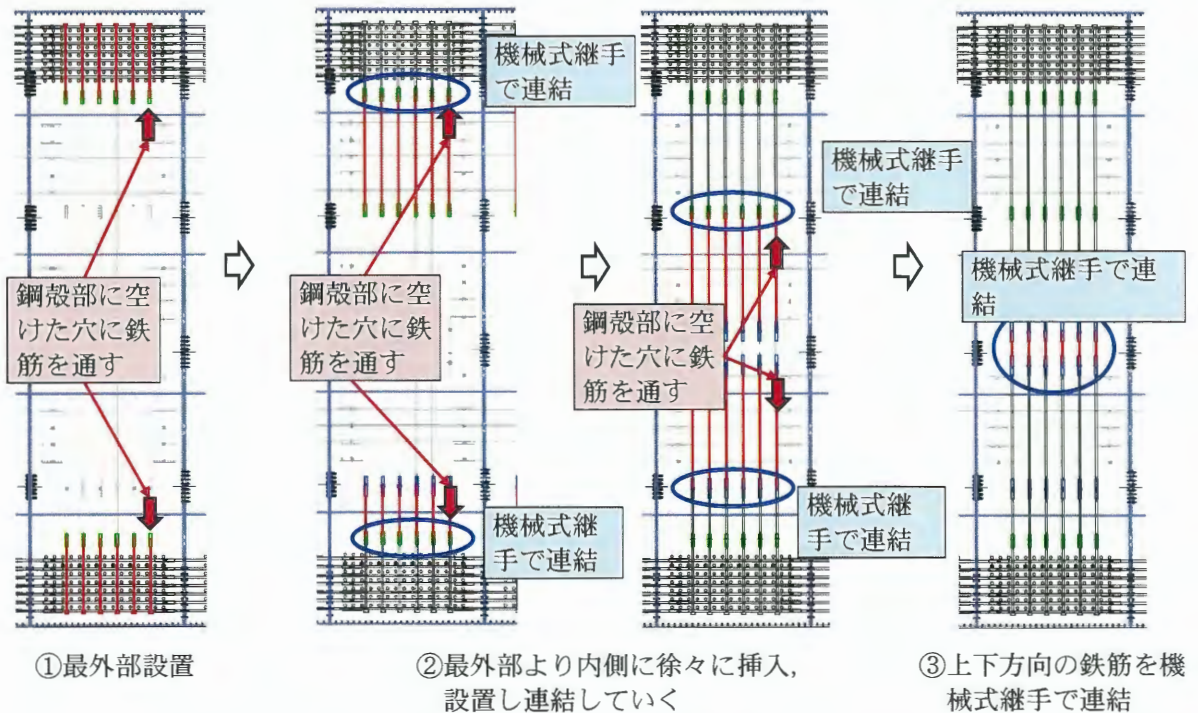 機械式継手
で連結
機械式継手
で連結
機械式継手で連
結
鋼殻部に空
けた穴に鉄
筋を通す
鋼殻部に空
けた穴に鉄
筋を通す
鋼殻部に空
けた穴に鉄
筋を通す
機械式継
手で連結
機械式継
手で連結
①最外部設置
②最外部より内側に徐々に挿入，
設置し連結していく
③上下方向の鉄筋を機
械式継手で連結